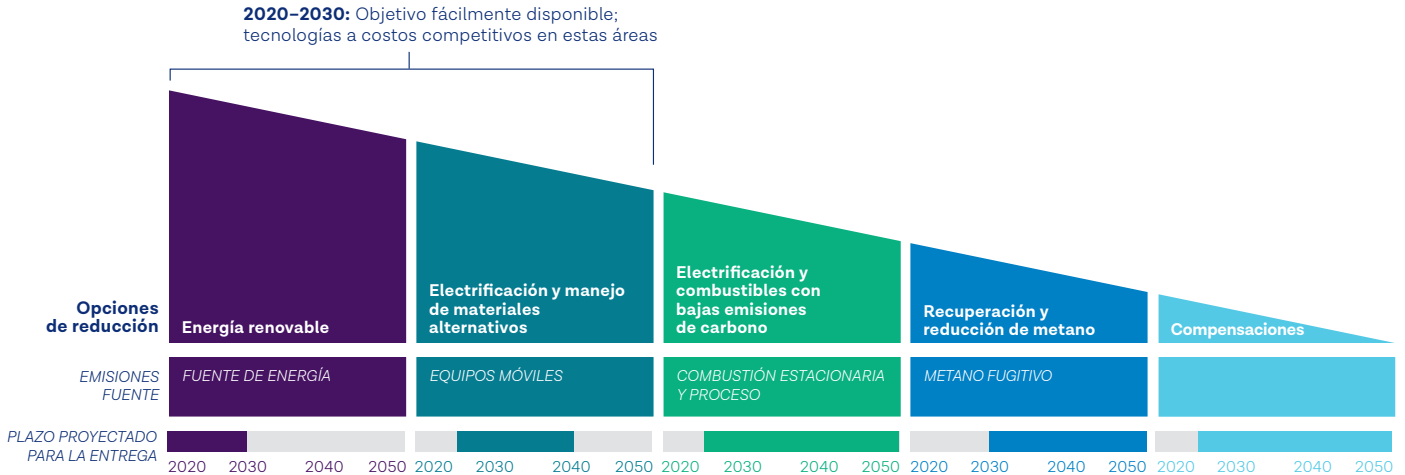 2020–2030: Objetivo fácilmente disponible;
tecnologías a costos competitivos en estas áreas
Opciones
de reducción
Energía renovable
Electrificación y manejo
de materiales
alternativos
Electrificación y
combustibles con
bajas emisiones
de carbono
Recuperación y
reducción de metano
Compensaciones
EMISIONES
FUENTE
FUENTE DE ENERGÍA
EQUIPOS MÓVILES
COMBUSTIÓN ESTACIONARIA
Y PROCESO
METANO FUGITIVO
PLAZO PROYECTADO
PARA LA ENTREGA
2020 2030 2040 2050
2020 2030 2040 2050
2020 2030 2040 2050
2020 2030 2040 2050
2020 2030 2040 2050